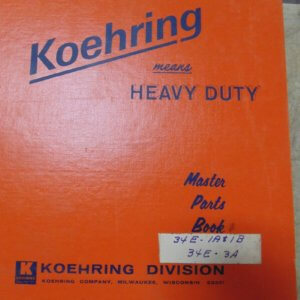 Koehring
means
HEAVY DUTY
Master
Parts
Book
34E-1A&1B
34E-3A
K
KOEHRING DIVISION
KOEHRING COMPANY, MILWAUKEE, WISCONSIN